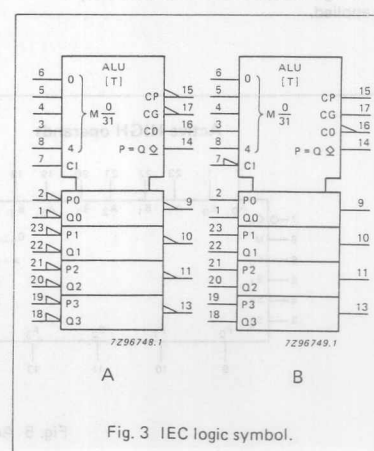 ALU
[T]
6 0
5 CP 15
4 M 0/31 CG 17
3 CO 16
8 4 P = Q 14
7 CI
2 P0 9
1 Q0
23 P1 10
22 Q1
21 P2 11
20 Q2
19 P3 13
18 Q3
7Z96748.1
A
ALU
[T]
6 0
5 CP 15
4 M 0/31 CG 17
3 CO 16
8 4 P = Q 14
7 CI
2 P0 9
1 Q0
23 P1 10
22 Q1
21 P2 11
20 Q2
19 P3 13
18 Q3
7Z96749.1
B
Fig. 3 IEC logic symbol.